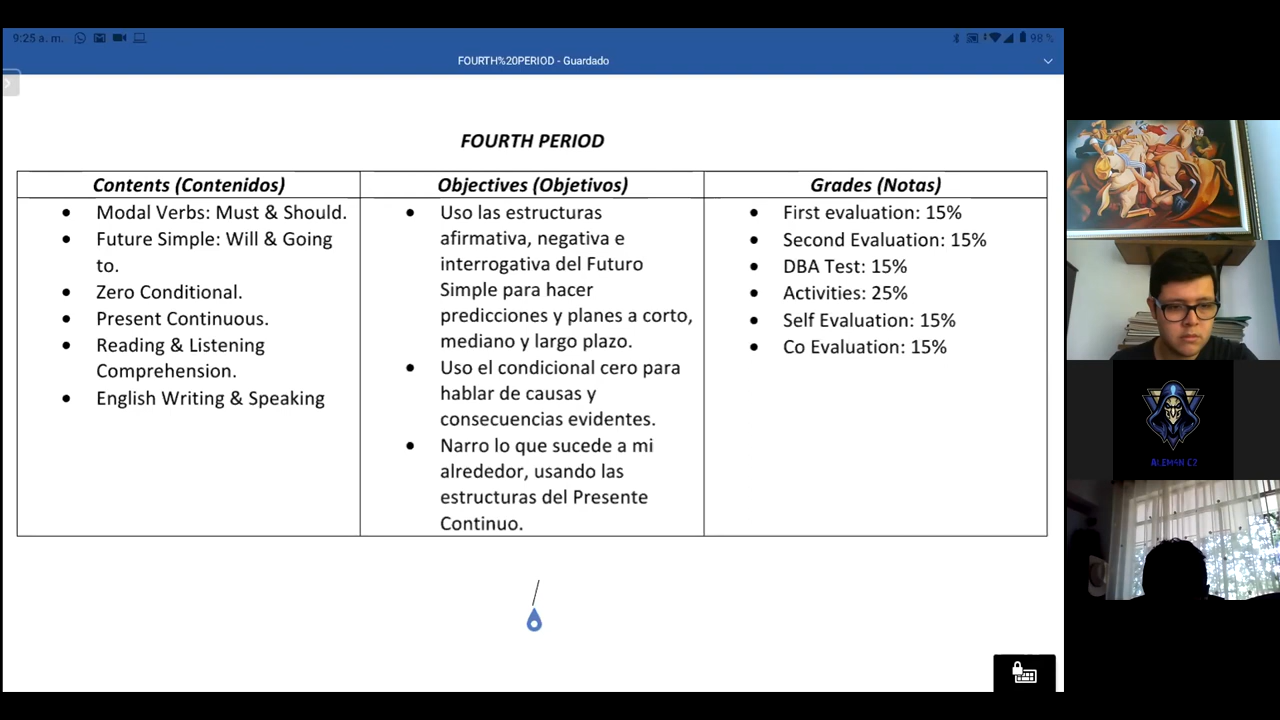 9:25 a. m.
98 %
FOURTH%20PERIOD - Guardado
FOURTH PERIOD
Contents (Contenidos)
Modal Verbs: Must & Should.
Future Simple: Will & Going
to.
Zero Conditional.
Present Continuous.
Reading & Listening
Comprehension.
English Writing & Speaking
Objectives (Objetivos)
Uso las estructuras
afirmativa, negativa e
interrogativa del Futuro
Simple para hacer
predicciones y planes a corto,
mediano y largo plazo.
Uso el condicional cero para
hablar de causas y
consecuencias evidentes.
Narro lo que sucede a mi
alrededor, usando las
estructuras del Presente
Continuo.
Grades (Notas)
First evaluation: 15%
Second Evaluation: 15%
DBA Test: 15%
Activities: 25%
Self Evaluation: 15%
Co Evaluation: 15%